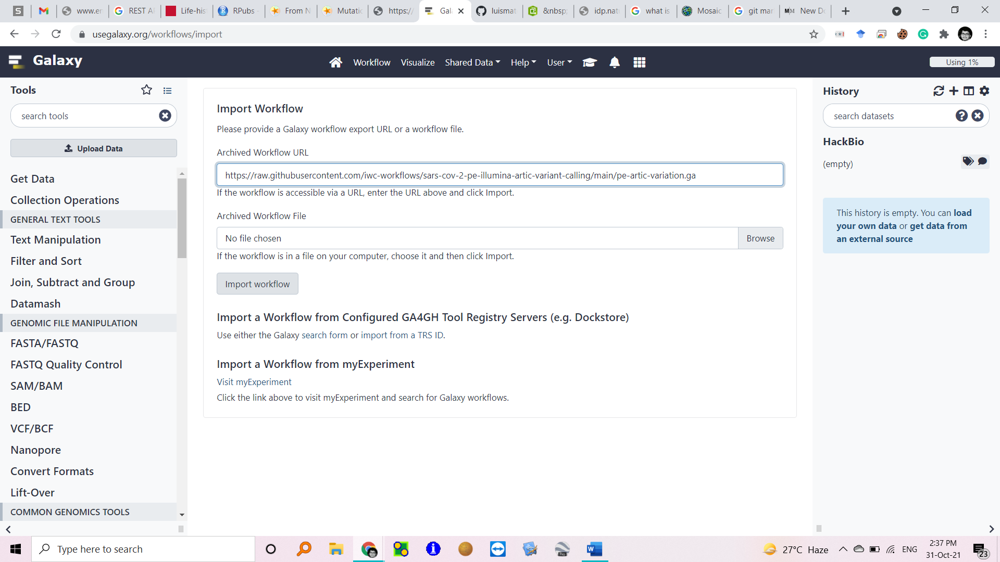 S
www.en
REST AP
Life-his
RPubs -
From N
Mutatio
https:/
Gal
luismat
&nbsp;
idp.natu
what is
Mosaic
git mar
New Do
usegalaxy.org/workflows/import
Galaxy
Workflow Visualize Shared Data Help User
Using 1%
Tools
search tools
Upload Data
Get Data
Collection Operations
GENERAL TEXT TOOLS
Text Manipulation
Filter and Sort
Join, Subtract and Group
Datamash
GENOMIC FILE MANIPULATION
FASTA/FASTQ
FASTQ Quality Control
SAM/BAM
BED
VCF/BCF
Nanopore
Convert Formats
Lift-Over
COMMON GENOMICS TOOLS
Import Workflow
Please provide a Galaxy workflow export URL or a workflow file.
Archived Workflow URL
https://raw.githubusercontent.com/iwc-workflows/sars-cov-2-pe-illumina-artic-variant-calling/main/pe-artic-variation.ga
If the workflow is accessible via a URL, enter the URL above and click Import.
Archived Workflow File
No file chosen
Browse
If the workflow is in a file on your computer, choose it and then click Import.
Import workflow
Import a Workflow from Configured GA4GH Tool Registry Servers (e.g. Dockstore)
Use either the Galaxy search form or import from a TRS ID.
Import a Workflow from myExperiment
Visit myExperiment
Click the link above to visit myExperiment and search for Galaxy workflows.
History
search datasets
HackBio
(empty)
This history is empty. You can load
your own data or get data from
an external source
Type here to search
27°C Haze
ENG
2:37 PM
31-Oct-21
23